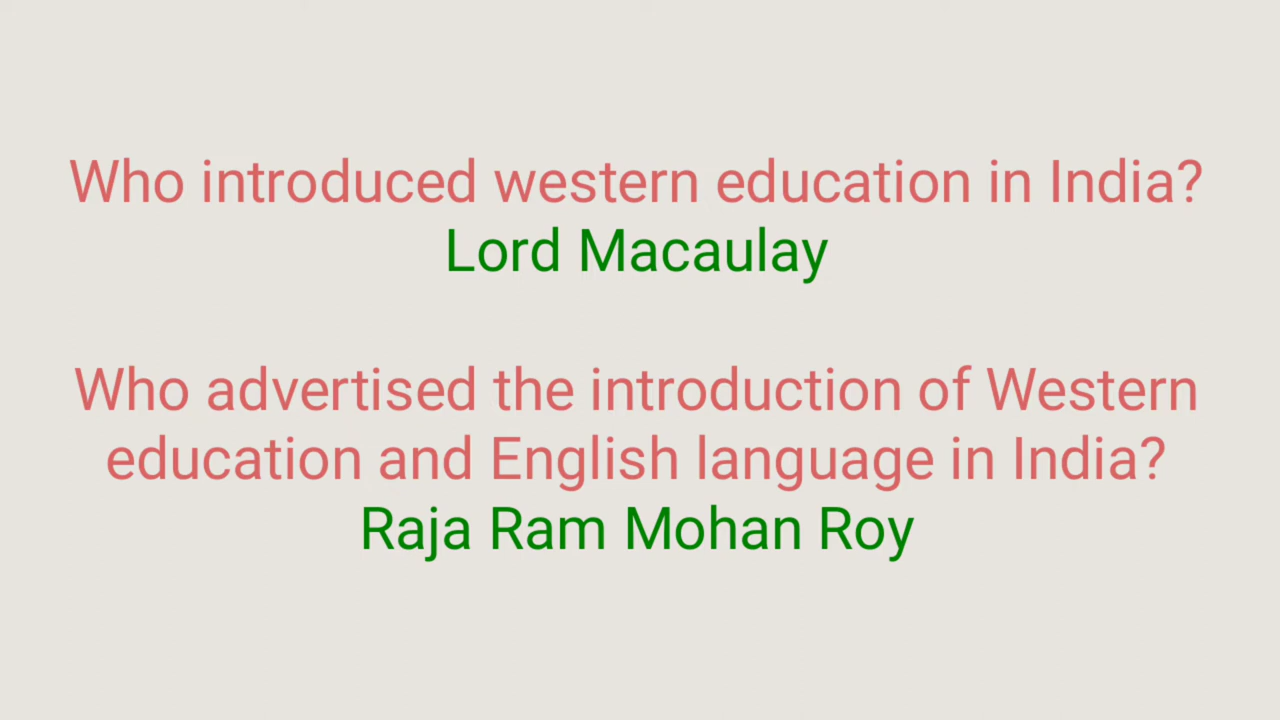 Who introduced western education in India?
Lord Macaulay
Who advertised the introduction of Western
education and English language in India?
Raja Ram Mohan Roy